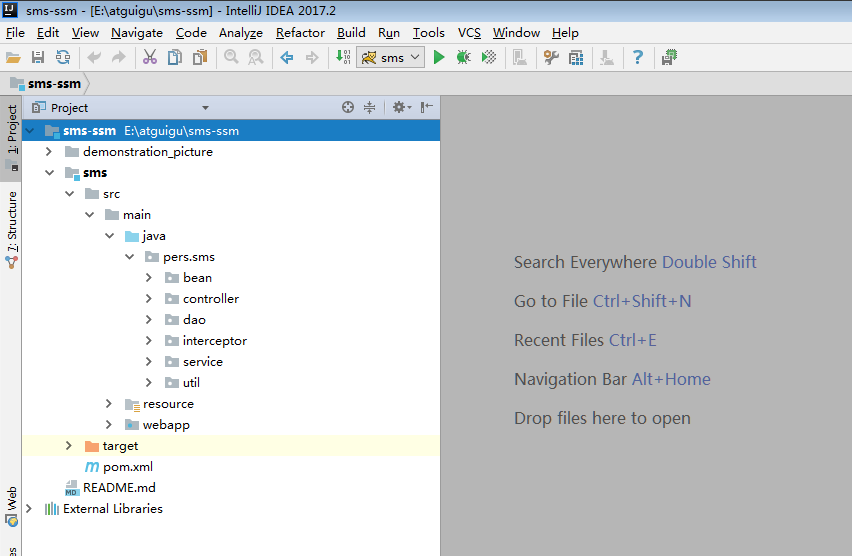 sms-ssm - [E:\atguigu\sms-ssm] - IntelliJ IDEA 2017.2
File Edit View Navigate Code Analyze Refactor Build Run Tools VCS Window Help
sms
sms-ssm
Project
1: Project
7: Structure
Web
sms-ssm E:\atguigu\sms-ssm
demonstration_picture
sms
src
main
java
pers.sms
bean
controller
dao
interceptor
service
util
resource
webapp
target
pom.xml
README.md
External Libraries
Search Everywhere Double Shift
Go to File Ctrl+Shift+N
Recent Files Ctrl+E
Navigation Bar Alt+Home
Drop files here to open